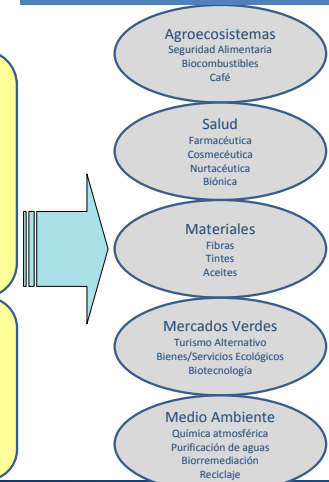 Agroecosistemas
Seguridad Alimentaria
Biocombustibles
Café
Salud
Farmacéutica
Cosmecéutica
Nurtacéutica
Biónica
Materiales
Fibras
Tintes
Aceites
Mercados Verdes
Turismo Alternativo
Bienes/Servicios Ecológicos
Biotecnología
Medio Ambiente
Química atmosférica
Purificación de aguas
Biorremediación
Reciclaje